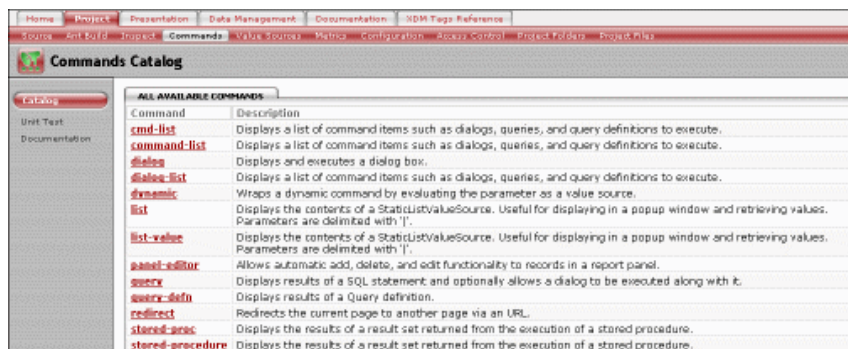 Home Project Presentation Data Management Documentation XDM Tags Reference
Source Ant Build Inspect Commands Value Sources Metrics Configuration Access Control Project Folders Project Files
Commands Catalog
Catalog
Unit Test
Documentation
ALL AVAILABLE COMMANDS
Command Description
cmd-list Displays a list of command items such as dialogs, queries, and query definitions to execute.
command-list Displays a list of command items such as dialogs, queries, and query definitions to execute.
dialog Displays and executes a dialog box.
dialog-list Displays a list of command items such as dialogs, queries, and query definitions to execute.
dynamic Wraps a dynamic command by evaluating the parameter as a value source.
list Displays the contents of a StaticListValueSource. Useful for displaying in a popup window and retrieving values.
Parameters are delimited with '|'.
list-value Displays the contents of a StaticListValueSource. Useful for displaying in a popup window and retrieving values.
Parameters are delimited with '|'.
panel-editor Allows automatic add, delete, and edit functionality to records in a report panel.
query Displays results of a SQL statement and optionally allows a dialog to be executed along with it.
query-defn Displays results of a Query definition.
redirect Redirects the current page to another page via an URL.
stored-proc Displays the results of a result set returned from the execution of a stored procedure.
stored-procedure Displays the results of a result set returned from the execution of a stored procedure.